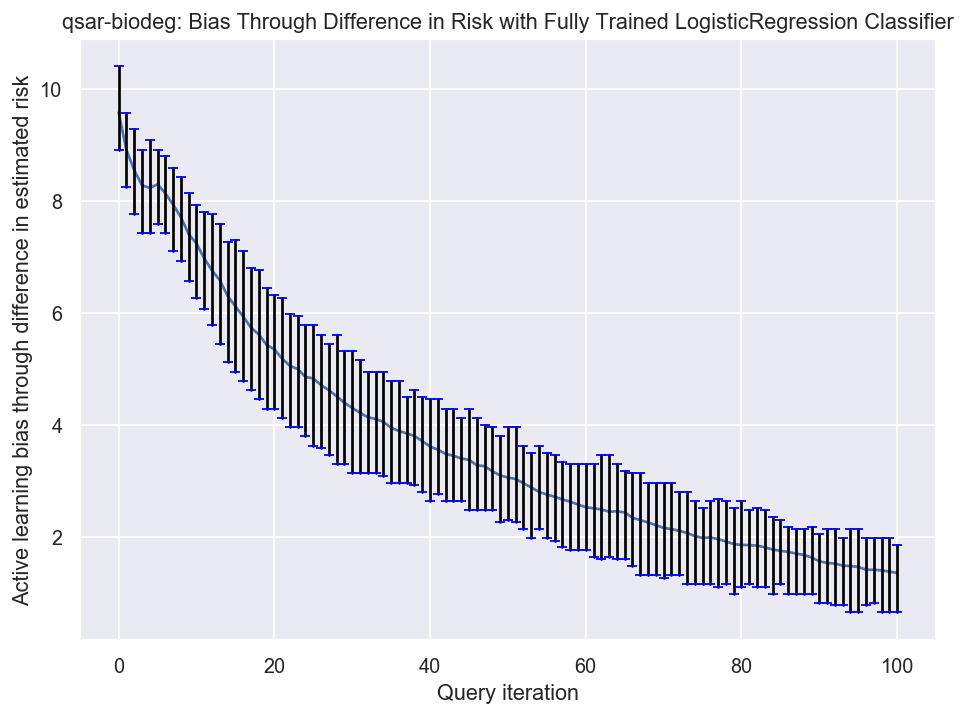 qsar-biodeg: Bias Through Difference in Risk with Fully Trained LogisticRegression Classifier
Active learning bias through difference in estimated risk
10
8
6
4
2
0 20 40 60 80 100
Query iteration